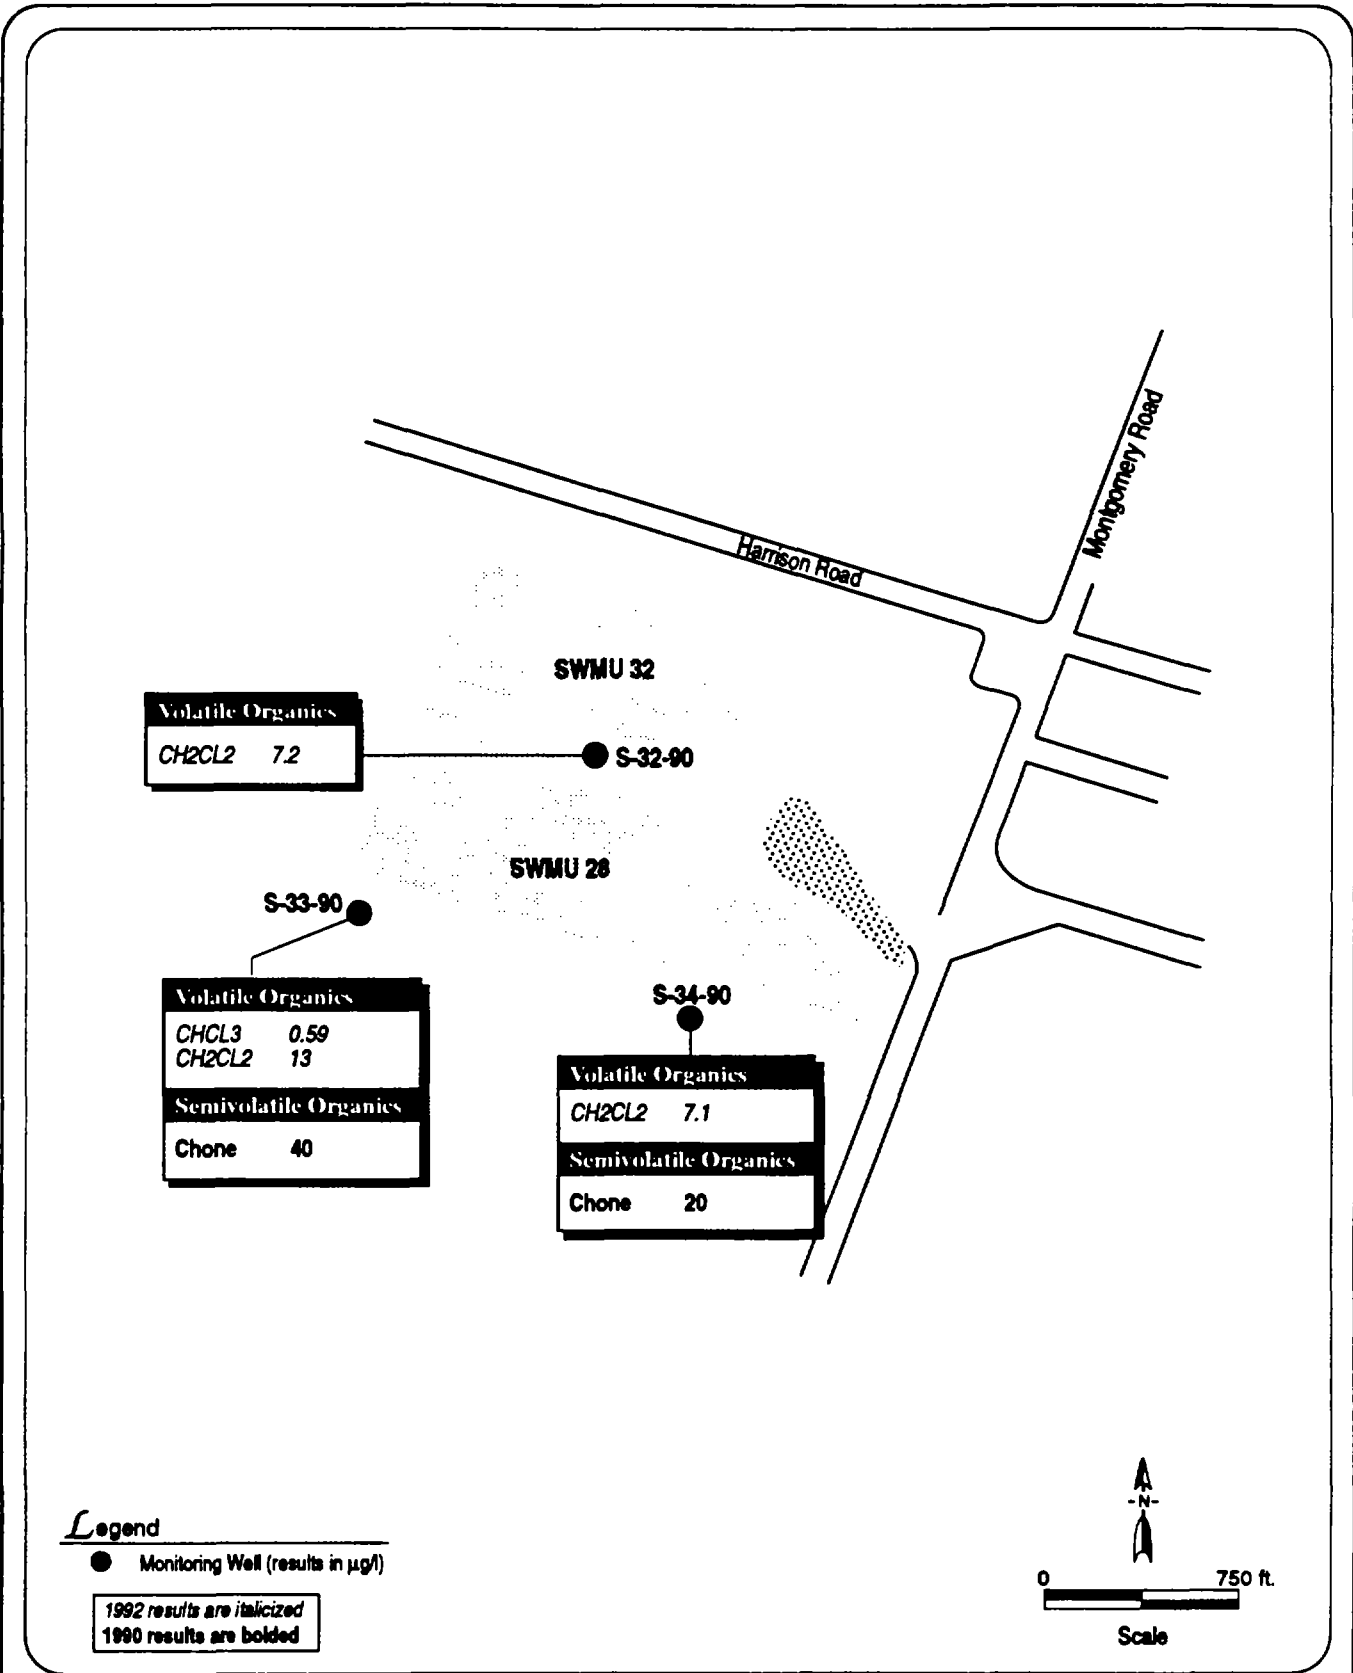 Montgomery Road
Harrison Road
SWMU 32
Volatile Organics
CH2CL2 7.2
S-32-90
SWMU 28
S-33-90
Volatile Organics
CHCL3 0.59
CH2CL2 13
Semivolatile Organics
Chone 40
S-34-90
Volatile Organics
CH2CL2 7.1
Semivolatile Organics
Chone 20
Legend
Monitoring Well (results in µg/l)
1992 results are italicized
1990 results are bolded
-N-
0 750 ft.
Scale